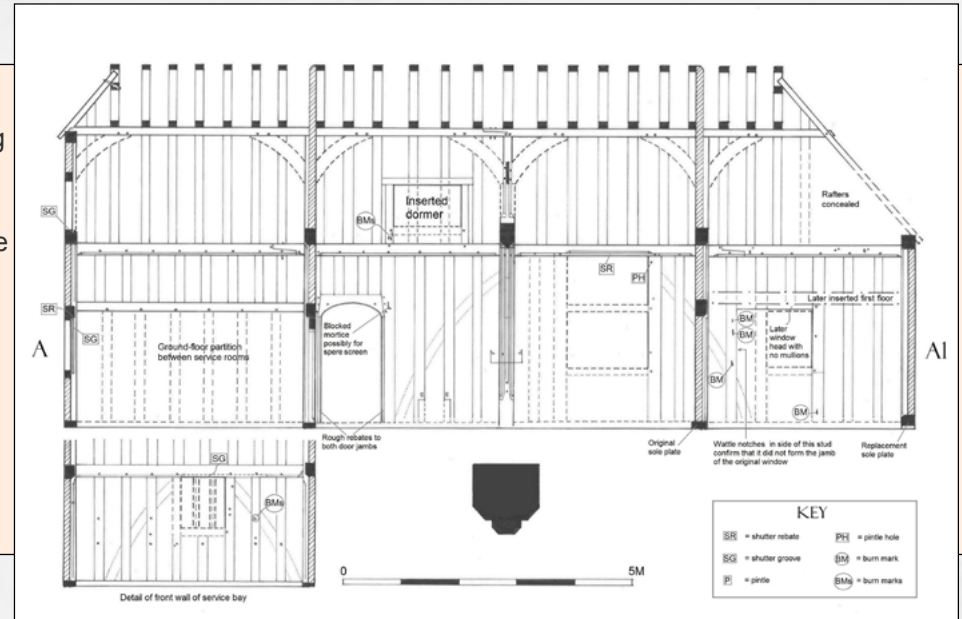 g
e
Inserted
dormer
BMs
SG
Rafters
concealed
SR
PH
SR
SG
Later inserted first floor
Blocked
mortice
possibly for
spere screen
BM
BM
Later
window
head with
no mullions
A
A1
Ground-floor partition
between service rooms
BM
BM
Rough rebates to
both door jambs
Original
sole plate
Wattle notches in side of this stud
confirm that it did not form the jamb
of the original window
Replacement
sole plate
SG
BMs
Detail of front wall of service bay
0 5M
KEY
SR = shutter rebate
PH = pintle hole
SG = shutter groove
BM = burn mark
P = pintle
BMs = burn marks